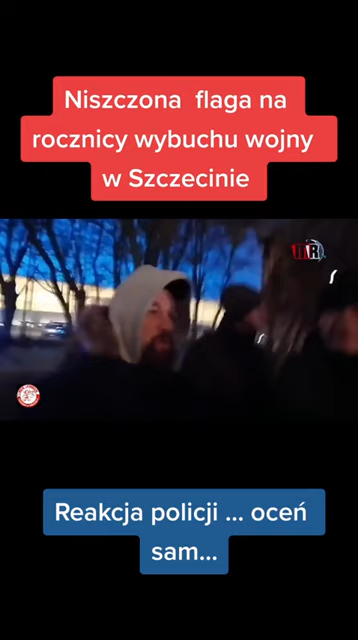 Niszczona flaga na
rocznicy wybuchu wojny
w Szczecinie
Reakcja policji ... oceń
sam...